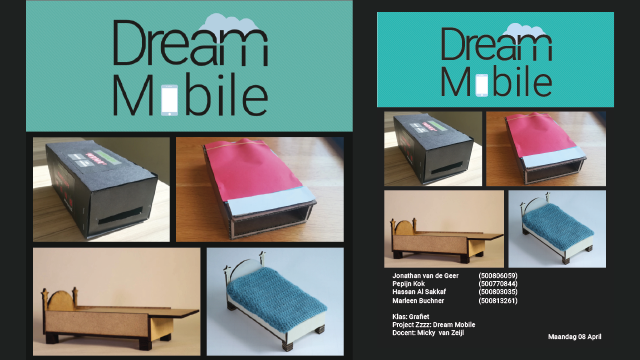 Dream
Mobile
Dream
Mobile
Jonathan van de Geer (500806059)
Pepijn Kok (500770844)
Hassan Al Sakkaf (500803035)
Marleen Buchner (500813261)
Klas: Grafiet
Project Zzzz: Dream Mobile
Docent: Micky van Zeijl
Maandag 08 April